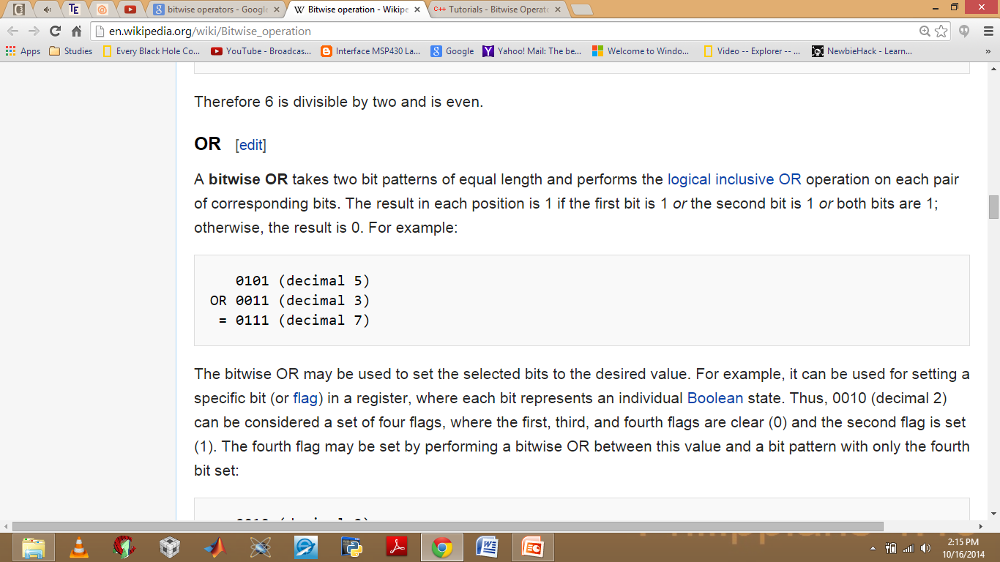 TE
bitwise operators - Google
W Bitwise operation - Wikipe
C++ Tutorials - Bitwise Operato
en.wikipedia.org/wiki/Bitwise_operation
Apps Studies Every Black Hole Co... YouTube - Broadcas... Interface MSP430 La... Google Yahoo! Mail: The be... Welcome to Windo... Video -- Explorer -- ... NewbieHack - Learn... »
Therefore 6 is divisible by two and is even.
OR [edit]
A bitwise OR takes two bit patterns of equal length and performs the logical inclusive OR operation on each pair
of corresponding bits. The result in each position is 1 if the first bit is 1 or the second bit is 1 or both bits are 1;
otherwise, the result is 0. For example:
0101 (decimal 5)
OR 0011 (decimal 3)
= 0111 (decimal 7)
The bitwise OR may be used to set the selected bits to the desired value. For example, it can be used for setting a
specific bit (or flag) in a register, where each bit represents an individual Boolean state. Thus, 0010 (decimal 2)
can be considered a set of four flags, where the first, third, and fourth flags are clear (0) and the second flag is set
(1). The fourth flag may be set by performing a bitwise OR between this value and a bit pattern with only the fourth
bit set:
2:15 PM
10/16/2014